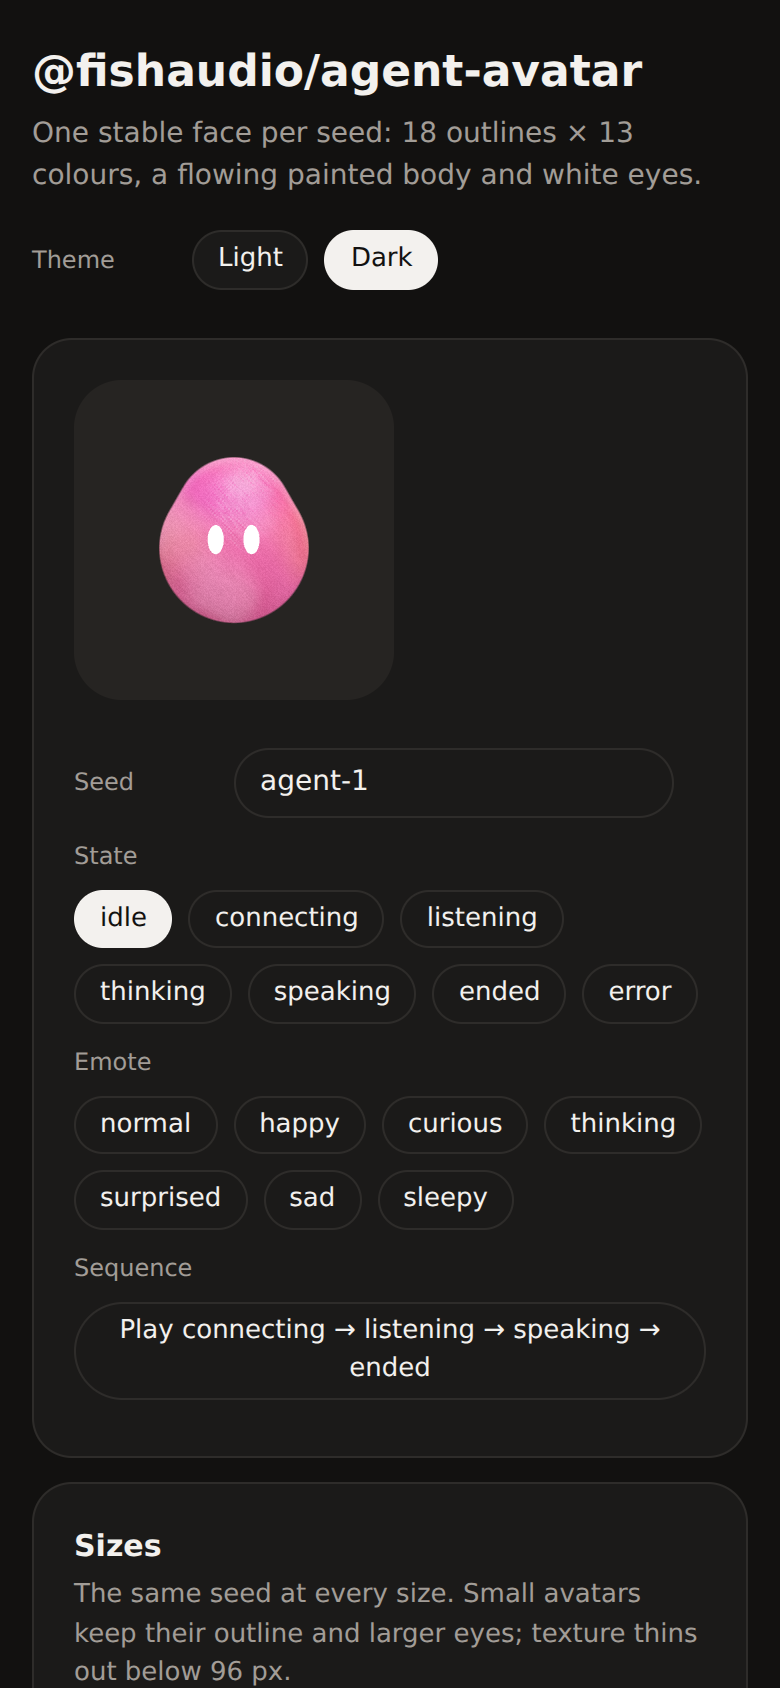 @fishaudio/agent-avatar
One stable face per seed: 18 outlines × 13
colours, a flowing painted body and white eyes.
Theme Light Dark
Seed agent-1
State
idle connecting listening
thinking speaking ended error
Emote
normal happy curious thinking
surprised sad sleepy
Sequence
Play connecting → listening → speaking →
ended
Sizes
The same seed at every size. Small avatars
keep their outline and larger eyes; texture thins
out below 96 px.